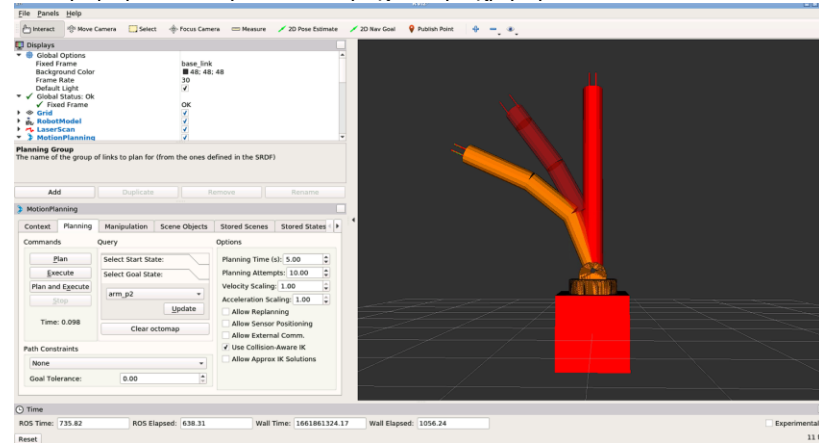 File Panels Help
Interact Move Camera Select Focus Camera Measure 2D Pose Estimate 2D Nav Goal Publish Point
Displays
Global Options
Fixed Frame base_link
Background Color 48; 48; 48
Frame Rate 30
Default Light
Global Status: Ok
Fixed Frame OK
Grid
RobotModel
LaserScan
MotionPlanning
Planning Group
The name of the group of links to plan for (from the ones defined in the SRDF)
Add Duplicate Remove Rename
MotionPlanning
Context Planning Manipulation Scene Objects Stored Scenes Stored States
Commands Query Options
Plan Select Start State: Planning Time (s): 5.00
Execute Select Goal State: Planning Attempts: 10.00
Plan and Execute Velocity Scaling: 1.00
Stop arm_p2 Acceleration Scaling: 1.00
Update Allow Replanning
Time: 0.098 Clear octomap Allow Sensor Positioning
Allow External Comm.
Path Constraints Use Collision-Aware IK
None Allow Approx IK Solutions
Goal Tolerance: 0.00
Time
ROS Time: 735.82 ROS Elapsed: 638.31 Wall Time: 1661861324.17 Wall Elapsed: 1056.24 Experimental
Reset